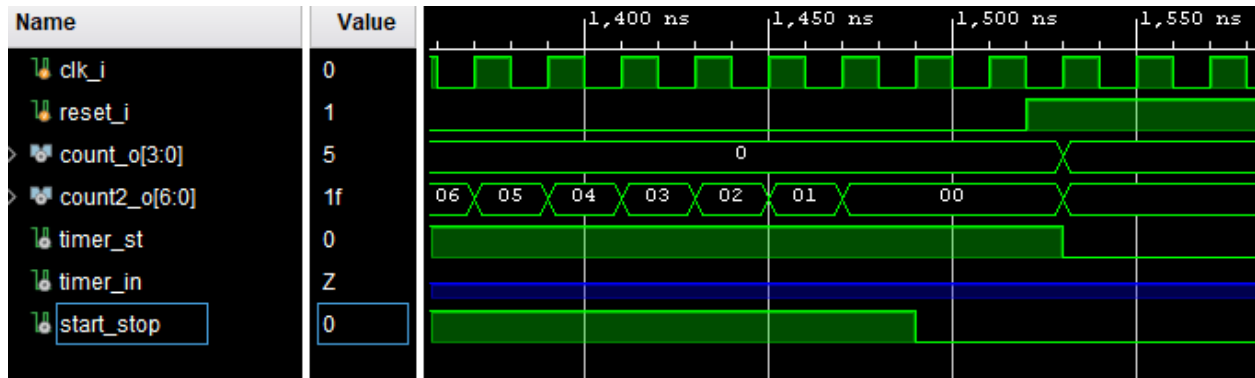 Name Value 1,400 ns 1,450 ns 1,500 ns 1,550 ns
clk_i 0
reset_i 1
count_o[3:0] 5 0
count2_o[6:0] 1f 06 05 04 03 02 01 00
timer_st 0
timer_in Z
start_stop 0